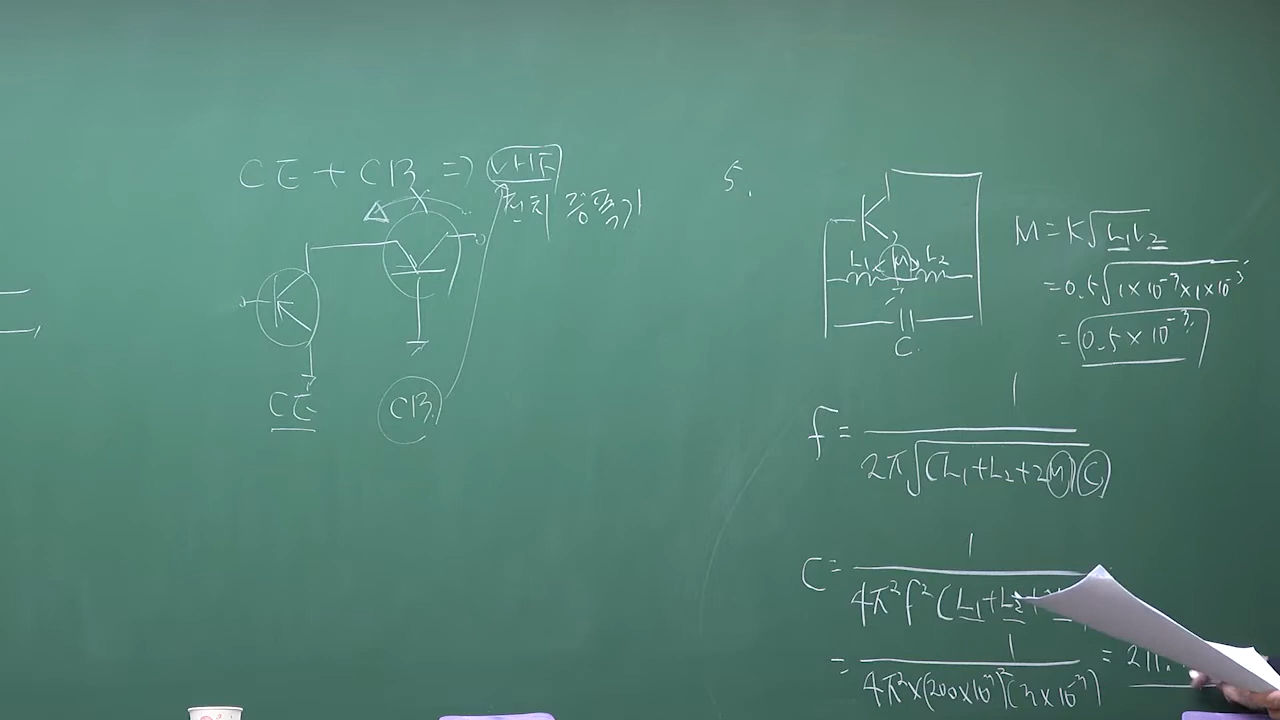 CE + CB ⇒ VHF
전치 증폭기
CE
CB
5.
L₁ M L₂
C
M = K√L₁L₂
= 0.5√1×10⁻³×1×10⁻³
= 0.5×10⁻³
f = 1 / 2π√(L₁+L₂+2M)C
C = 1 / 4π²f²(L₁+L₂+
= 1 / 4π²×(200×10³)²(3×10⁻³) = 211.